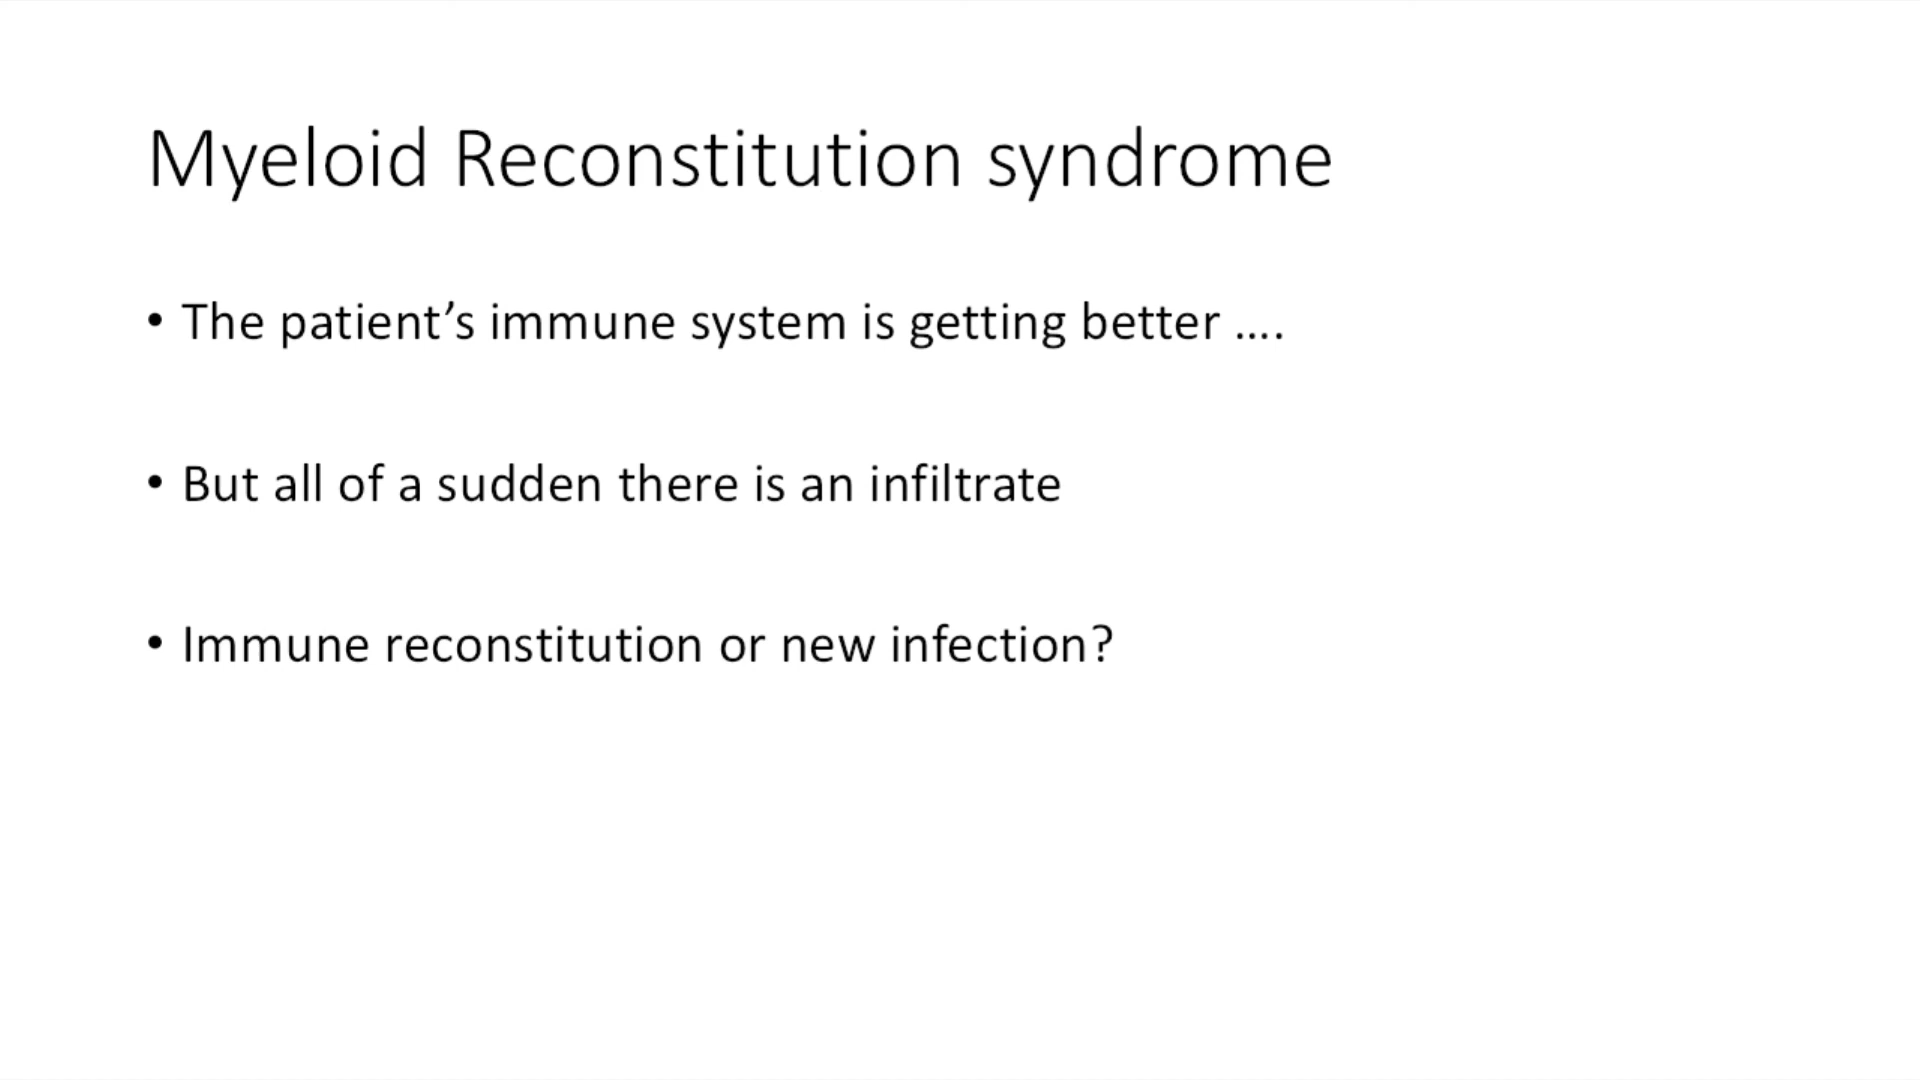 Myeloid Reconstitution syndrome
• The patient’s immune system is getting better ....
• But all of a sudden there is an infiltrate
• Immune reconstitution or new infection?